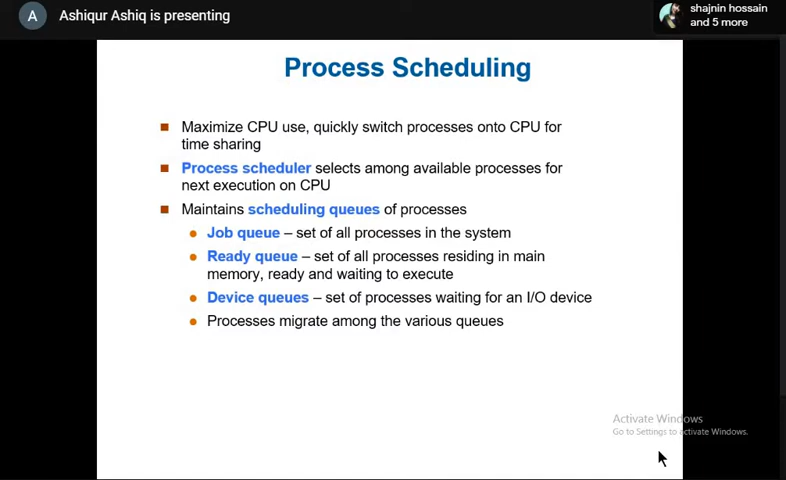 A
Ashiqur Ashiq is presenting
shajnin hossain
and 5 more
Process Scheduling
Maximize CPU use, quickly switch processes onto CPU for
time sharing
Process scheduler selects among available processes for
next execution on CPU
Maintains scheduling queues of processes
Job queue – set of all processes in the system
Ready queue – set of all processes residing in main
memory, ready and waiting to execute
Device queues – set of processes waiting for an I/O device
Processes migrate among the various queues
Activate Windows
Go to Settings to activate Windows.